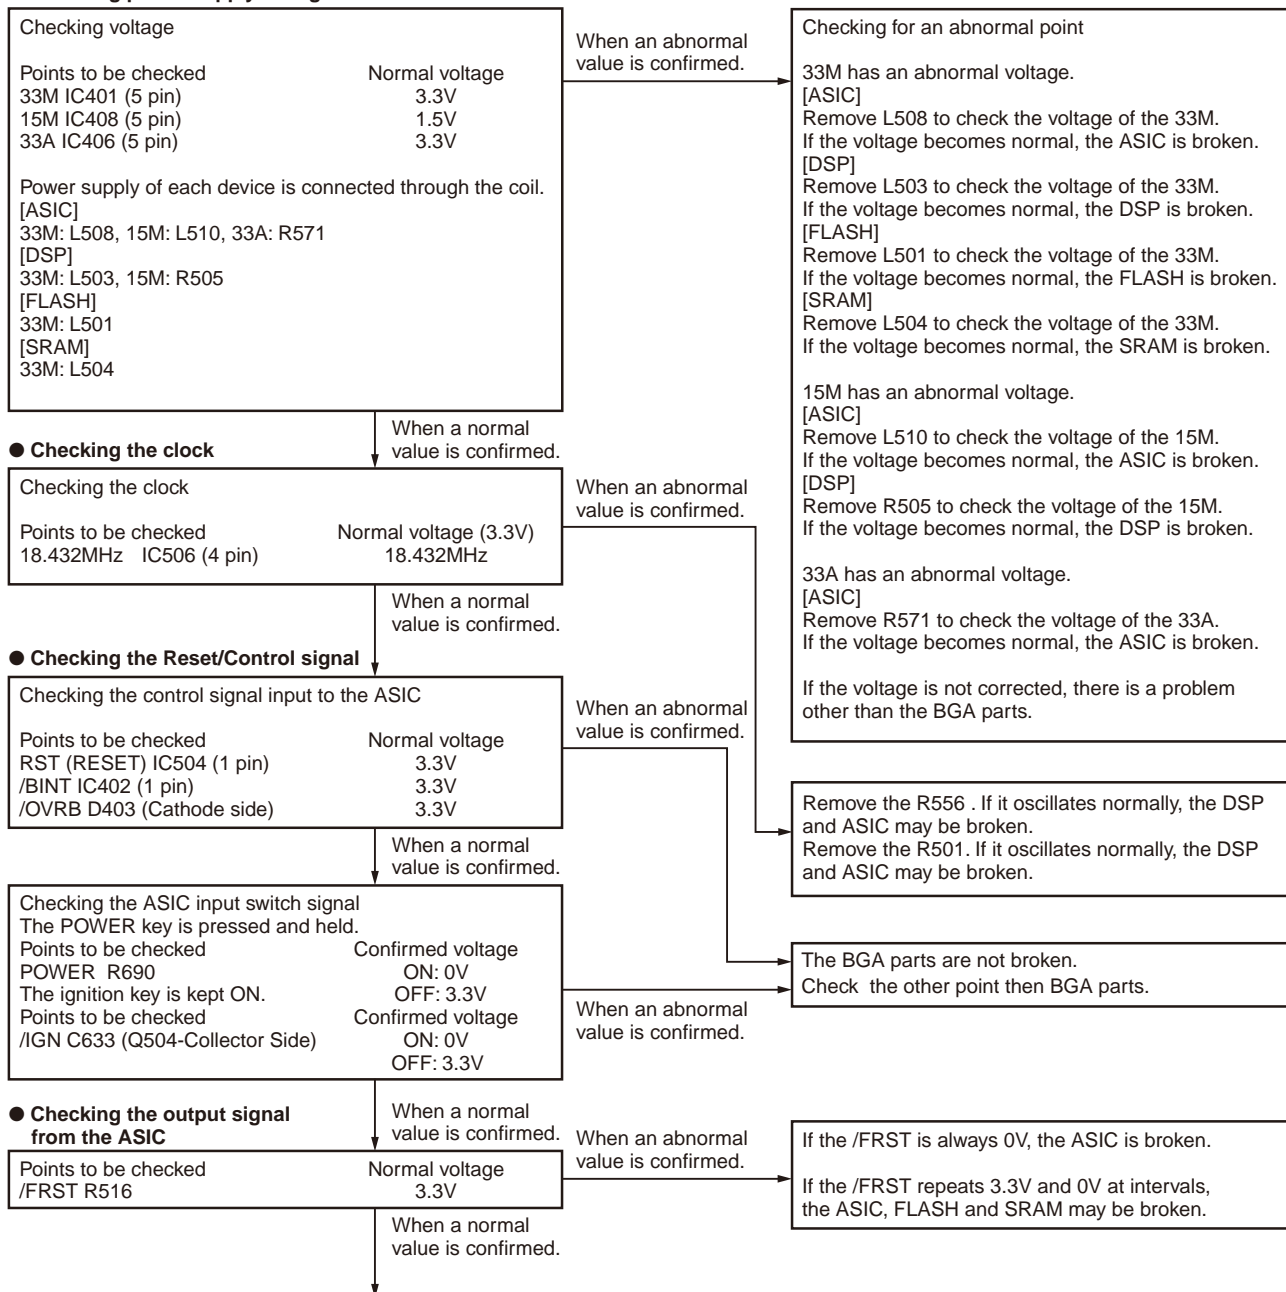 Checking voltage
Points to be checked Normal voltage
33M IC401 (5 pin) 3.3V
15M IC408 (5 pin) 1.5V
33A IC406 (5 pin) 3.3V
Power supply of each device is connected through the coil.
[ASIC]
33M: L508, 15M: L510, 33A: R571
[DSP]
33M: L503, 15M: R505
[FLASH]
33M: L501
[SRAM]
33M: L504
When an abnormal
value is confirmed.
Checking for an abnormal point
33M has an abnormal voltage.
[ASIC]
Remove L508 to check the voltage of the 33M.
If the voltage becomes normal, the ASIC is broken.
[DSP]
Remove L503 to check the voltage of the 33M.
If the voltage becomes normal, the DSP is broken.
[FLASH]
Remove L501 to check the voltage of the 33M.
If the voltage becomes normal, the FLASH is broken.
[SRAM]
Remove L504 to check the voltage of the 33M.
If the voltage becomes normal, the SRAM is broken.
15M has an abnormal voltage.
[ASIC]
Remove L510 to check the voltage of the 15M.
If the voltage becomes normal, the ASIC is broken.
[DSP]
Remove R505 to check the voltage of the 15M.
If the voltage becomes normal, the DSP is broken.
33A has an abnormal voltage.
[ASIC]
Remove R571 to check the voltage of the 33A.
If the voltage becomes normal, the ASIC is broken.
If the voltage is not corrected, there is a problem
other than the BGA parts.
When a normal
value is confirmed.
● Checking the clock
Checking the clock
Points to be checked Normal voltage (3.3V)
18.432MHz IC506 (4 pin) 18.432MHz
When an abnormal
value is confirmed.
Remove the R556 . If it oscillates normally, the DSP
and ASIC may be broken.
Remove the R501. If it oscillates normally, the DSP
and ASIC may be broken.
When a normal
value is confirmed.
● Checking the Reset/Control signal
Checking the control signal input to the ASIC
Points to be checked Normal voltage
RST (RESET) IC504 (1 pin) 3.3V
/BINT IC402 (1 pin) 3.3V
/OVRB D403 (Cathode side) 3.3V
When an abnormal
value is confirmed.
When a normal
value is confirmed.
Checking the ASIC input switch signal
The POWER key is pressed and held.
Points to be checked Confirmed voltage
POWER R690 ON: 0V
The ignition key is kept ON. OFF: 3.3V
Points to be checked Confirmed voltage
/IGN C633 (Q504-Collector Side) ON: 0V
OFF: 3.3V
When an abnormal
value is confirmed.
The BGA parts are not broken.
Check the other point then BGA parts.
When a normal
value is confirmed.
● Checking the output signal
from the ASIC
Points to be checked Normal voltage
/FRST R516 3.3V
When an abnormal
value is confirmed.
If the /FRST is always 0V, the ASIC is broken.
If the /FRST repeats 3.3V and 0V at intervals,
the ASIC, FLASH and SRAM may be broken.
When a normal
value is confirmed.